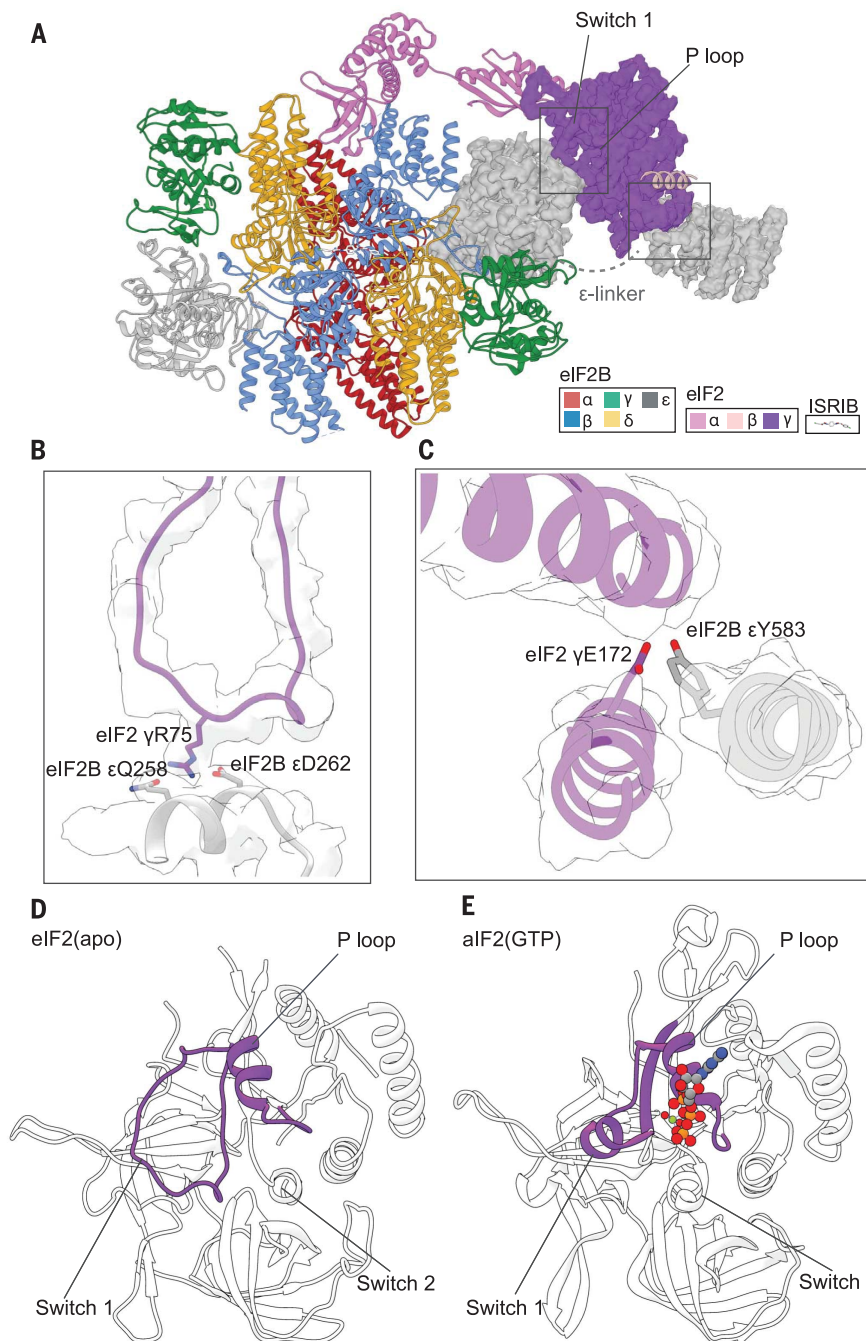 A
Switch 1
P loop
ε-linker
eIF2B
α γ ε
β δ
eIF2
α β γ
ISRIB
B
eIF2 γR75
eIF2B εQ258
eIF2B εD262
C
eIF2B εY583
eIF2 γE172
D
eIF2(apo)
P loop
Switch 1
Switch 2
E
aIF2(GTP)
P loop
Switch 1
Switch